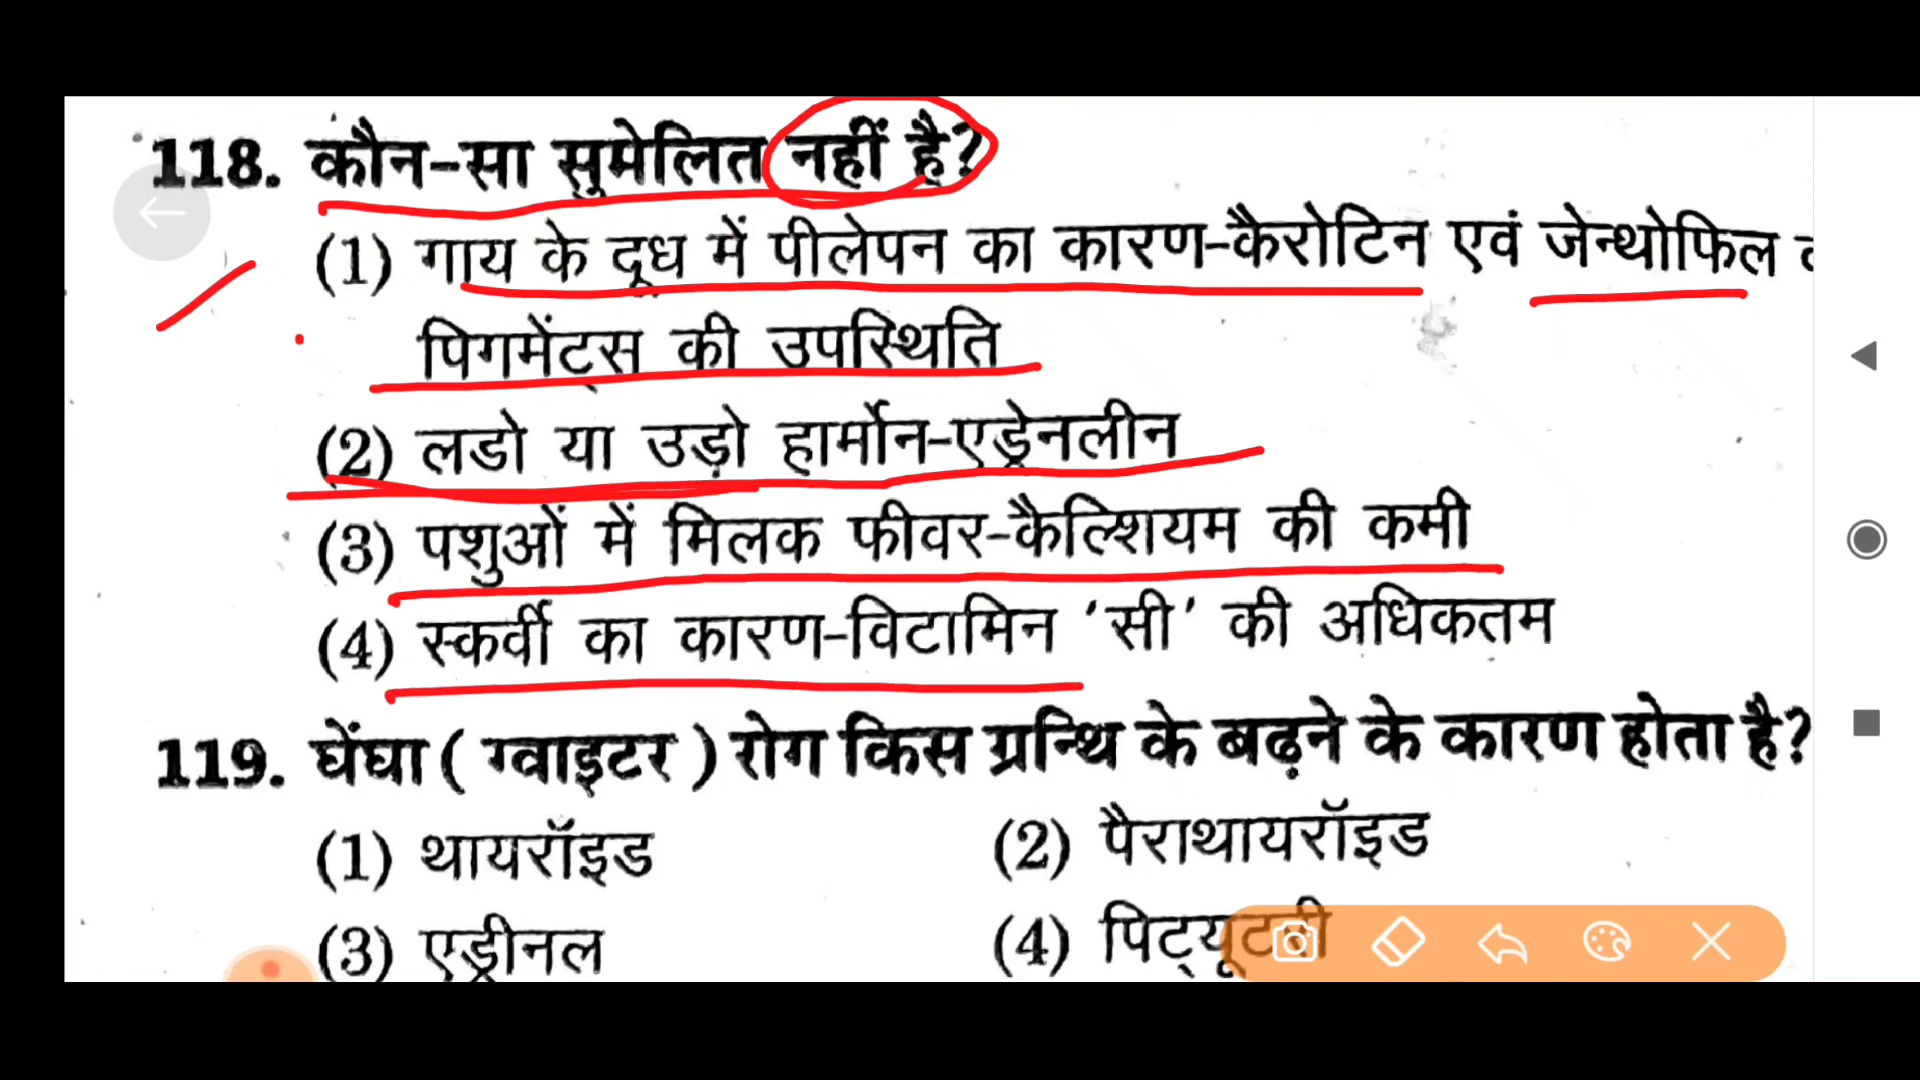 118. कौन-सा सुमेलित नहीं है?
(1) गाय के दूध में पीलेपन का कारण-कैरोटिन एवं जेन्थोफिल
पिगमेंट्स की उपस्थिति
(2) लडो या उड़ो हार्मोन-एड्रेनलीन
(3) पशुओं में मिलक फीवर-कैल्शियम की कमी
(4) स्कर्वी का कारण-विटामिन 'सी' की अधिकतम
119. घेंघा ( ग्वाइटर ) रोग किस ग्रन्थि के बढ़ने के कारण होता है?
(1) थायरॉइड (2) पैराथायरॉइड
(3) एड्रीनल (4)